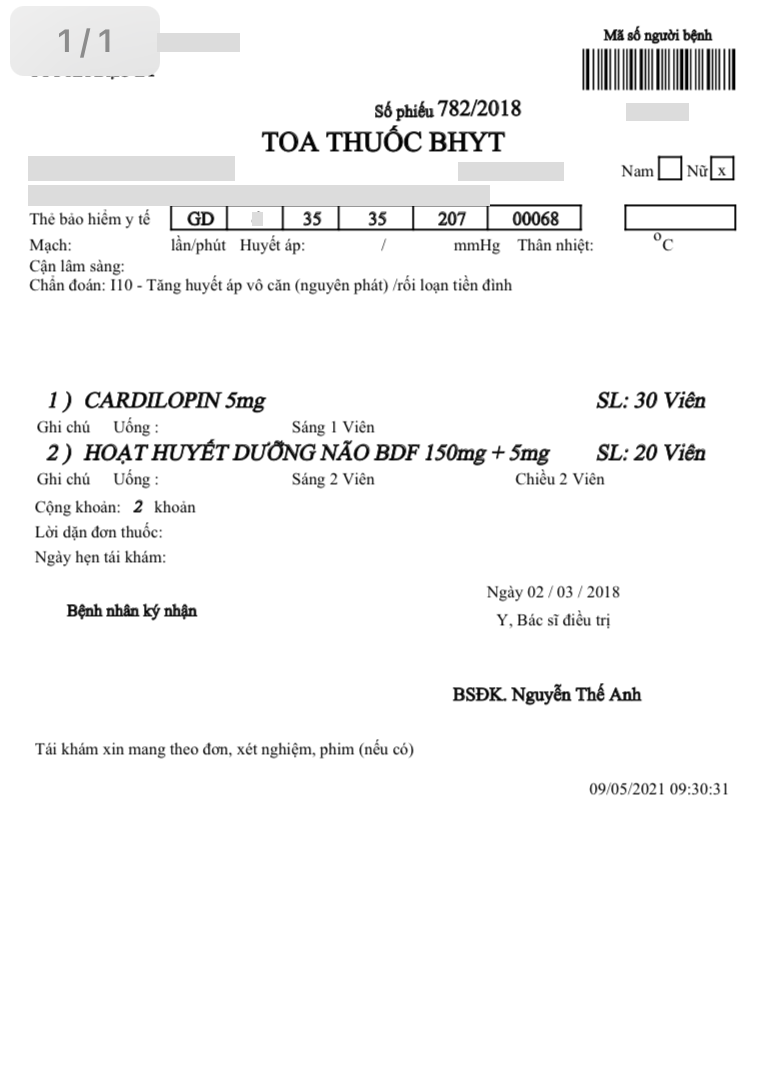 1/1
Mã số người bệnh
Số phiếu 782/2018
TOA THUỐC BHYT
Nam Nữ x
Thẻ bảo hiểm y tế GD 35 35 207 00068
Mạch: lần/phút Huyết áp: / mmHg Thân nhiệt: °C
Cận lâm sàng:
Chẩn đoán: I10 - Tăng huyết áp vô căn (nguyên phát) /rối loạn tiền đình
1 ) CARDILOPIN 5mg SL: 30 Viên
Ghi chú Uống : Sáng 1 Viên
2 ) HOẠT HUYẾT DƯỠNG NÃO BDF 150mg + 5mg SL: 20 Viên
Ghi chú Uống : Sáng 2 Viên Chiều 2 Viên
Cộng khoản: 2 khoản
Lời dặn đơn thuốc:
Ngày hẹn tái khám:
Ngày 02 / 03 / 2018
Bệnh nhân ký nhận
Y, Bác sĩ điều trị
BSĐK. Nguyễn Thế Anh
Tái khám xin mang theo đơn, xét nghiệm, phim (nếu có)
09/05/2021 09:30:31